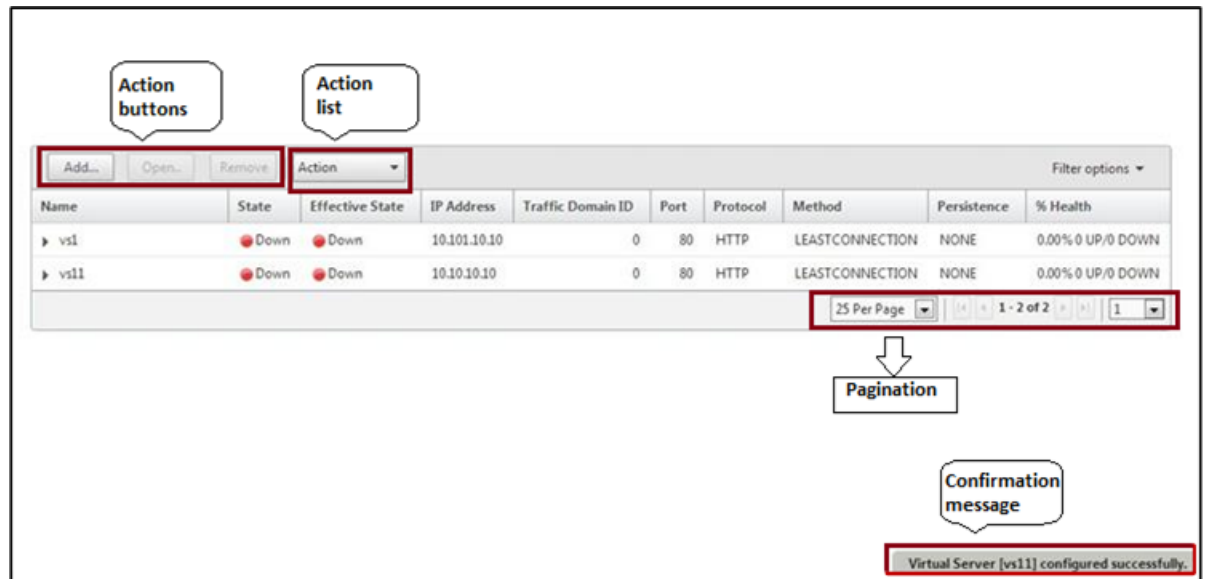 Action buttons
Action list
Add... Open.. Remove Action Filter options
Name State Effective State IP Address Traffic Domain ID Port Protocol Method Persistence % Health
vs1 Down Down 10.101.10.10 0 80 HTTP LEASTCONNECTION NONE 0.00% 0 UP/0 DOWN
vs11 Down Down 10.10.10.10 0 80 HTTP LEASTCONNECTION NONE 0.00% 0 UP/0 DOWN
25 Per Page 1 - 2 of 2 1
Pagination
Confirmation message
Virtual Server [vs11] configured successfully.